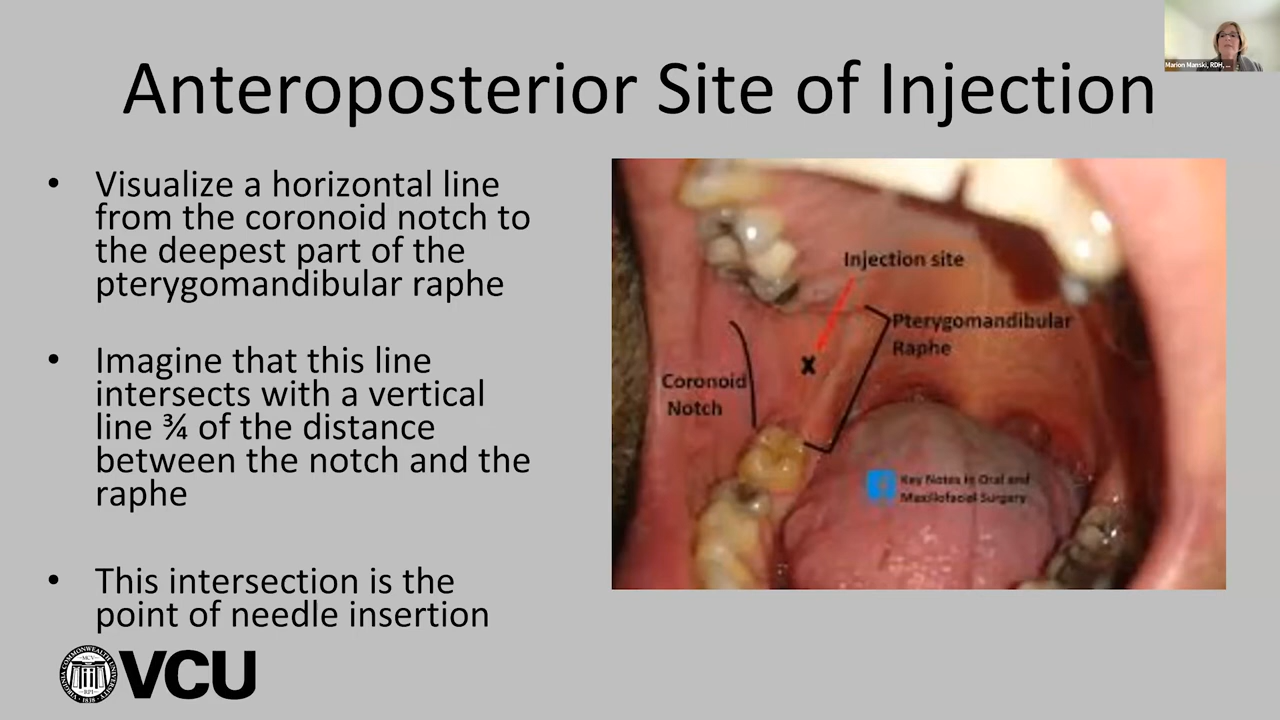 Marion Manski, RDH, ...
Anteroposterior Site of Injection
• Visualize a horizontal line
from the coronoid notch to
the deepest part of the
pterygomandibular raphe
• Imagine that this line
intersects with a vertical
line ¾ of the distance
between the notch and the
raphe
• This intersection is the
point of needle insertion
Injection site
X
Pterygomandibular
Raphe
Coronoid
Notch
Key Notes in Oral and
Maxillofacial Surgery
VCU